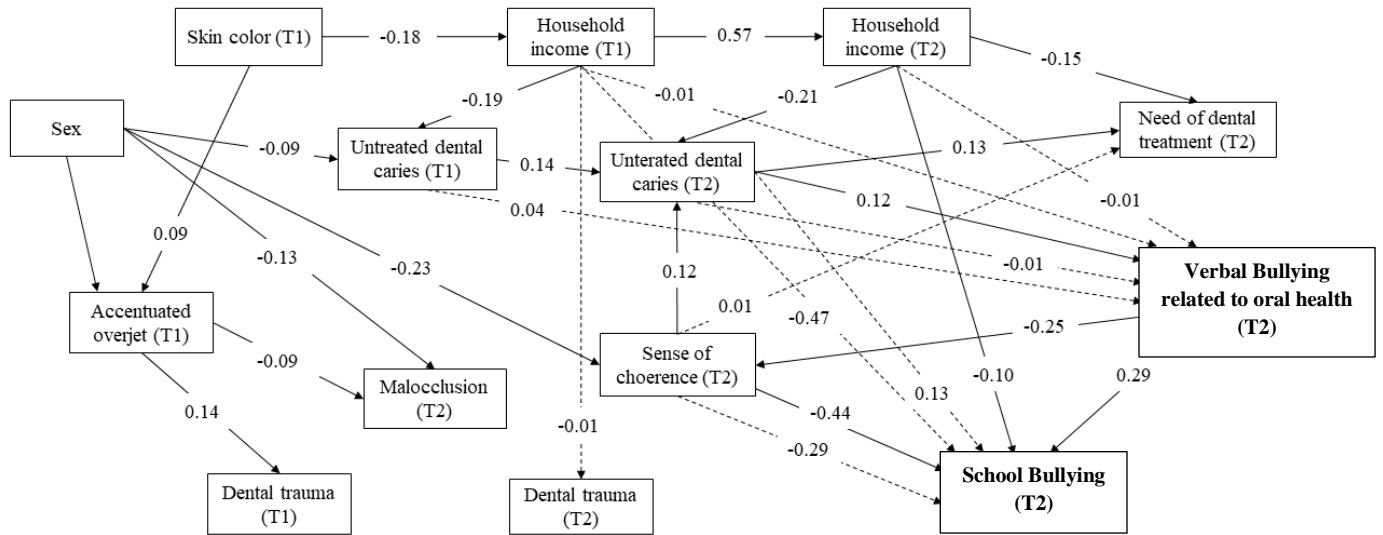 Skin color (T1)
-0.18
Household
income (T1)
0.57
Household
income (T2)
-0.15
-0.19
-0.21
-0.01
Need of dental
treatment (T2)
Sex
-0.09
Untreated dental
caries (T1)
0.14
Unterated dental
caries (T2)
0.13
0.12
-0.01
0.04
0.09
-0.13
-0.23
0.12
-0.01
Verbal Bullying
related to oral health
(T2)
Accentuated
overjet (T1)
0.01
-0.47
-0.25
Sense of
choerence (T2)
-0.09
Malocclusion
(T2)
-0.10
0.29
0.13
0.14
-0.01
-0.44
-0.29
Dental trauma
(T1)
Dental trauma
(T2)
School Bullying
(T2)